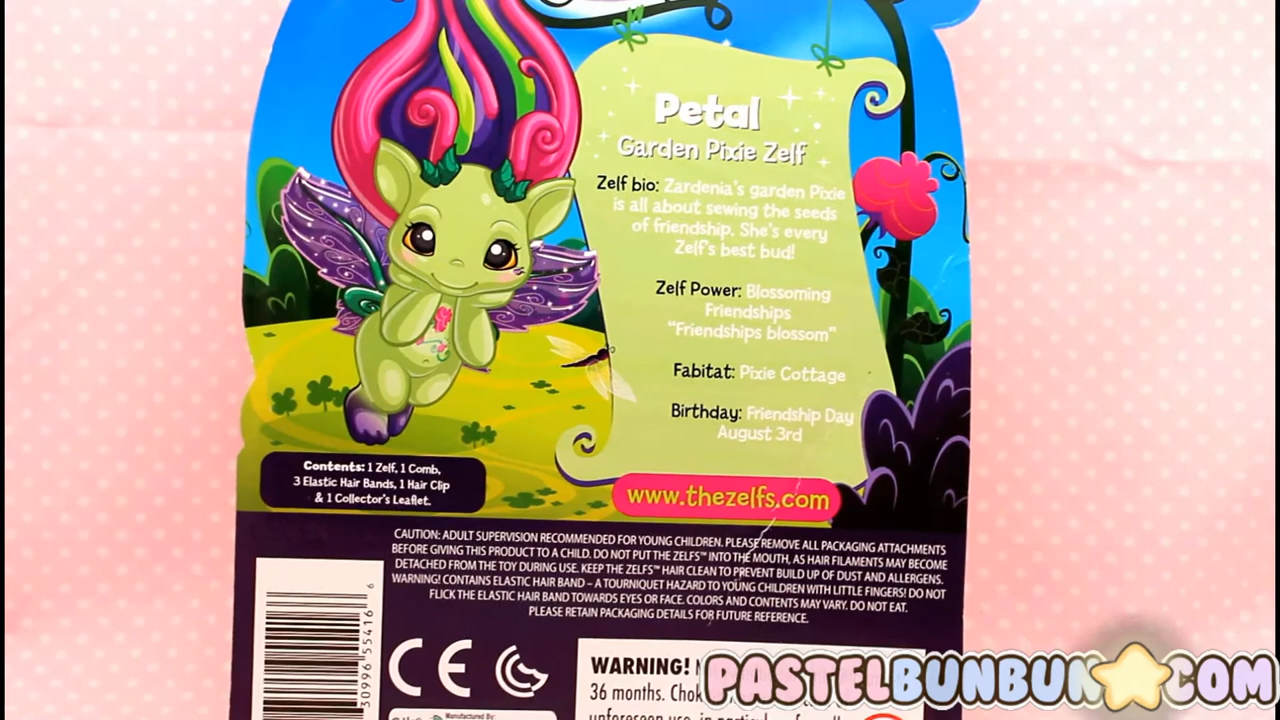 Petal
Garden Pixie Zelf
Zelf bio: Zardenia's garden Pixie
is all about sewing the seeds
of friendship. She's every
Zelf's best bud!
Zelf Power: Blossoming
Friendships
"Friendships blossom"
Fabitat: Pixie Cottage
Birthday: Friendship Day
August 3rd
Contents: 1 Zelf, 1 Comb,
3 Elastic Hair Bands, 1 Hair Clip
& 1 Collector's Leaflet.
www.thezelfs.com
CAUTION: ADULT SUPERVISION RECOMMENDED FOR YOUNG CHILDREN. PLEASE REMOVE ALL PACKAGING ATTACHMENTS
BEFORE GIVING THIS PRODUCT TO A CHILD. DO NOT PUT THE ZELFS™ INTO THE MOUTH, AS HAIR FILAMENTS MAY BECOME
DETACHED FROM THE TOY DURING USE. KEEP THE ZELFS™ HAIR CLEAN TO PREVENT BUILD UP OF DUST AND ALLERGENS.
WARNING! CONTAINS ELASTIC HAIR BAND – A TOURNIQUET HAZARD TO YOUNG CHILDREN WITH LITTLE FINGERS! DO NOT
FLICK THE ELASTIC HAIR BAND TOWARDS EYES OR FACE. COLORS AND CONTENTS MAY VARY. DO NOT EAT.
PLEASE RETAIN PACKAGING DETAILS FOR FUTURE REFERENCE.
30996 55416 6
CE
WARNING!
36 months. Chok
Manufactured By:
PASTELBUNBUN COM